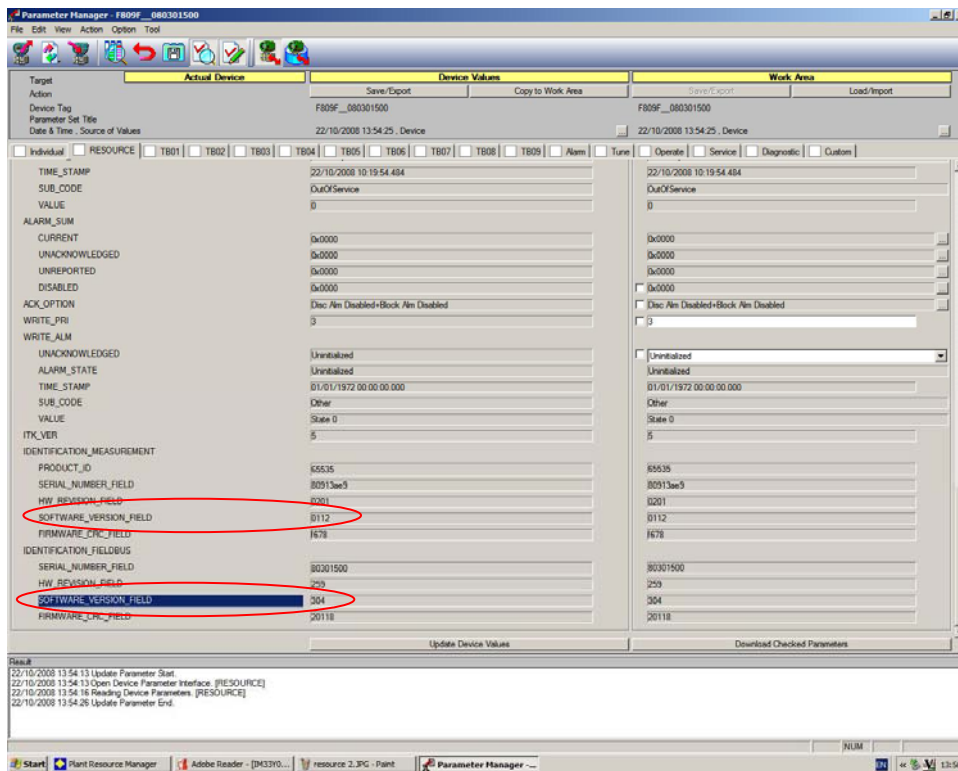 Parameter Manager - F809F__080301500
File Edit View Action Option Tool
Target Actual Device Device Values Work Area
Action Save/Export Copy to Work Area Save/Export Load/Import
Device Tag F809F__080301500 F809F__080301500
Parameter Set Title
Date & Time , Source of Values 22/10/2008 13:54:25 , Device ... 22/10/2008 13:54:25 , Device ...
Individual RESOURCE TB01 TB02 TB03 TB04 TB05 TB06 TB07 TB08 TB09 Alarm Tune Operate Service Diagnostic Custom
TIME_STAMP 22/10/2008 10:19:54.484 22/10/2008 10:19:54.484
SUB_CODE OutOfService OutOfService
VALUE 0 0
ALARM_SUM
CURRENT 0x0000 0x0000 ...
UNACKNOWLEDGED 0x0000 0x0000 ...
UNREPORTED 0x0000 0x0000 ...
DISABLED 0x0000 0x0000 ...
ACK_OPTION Disc Alm Disabled+Block Alm Disabled Disc Alm Disabled+Block Alm Disabled ...
WRITE_PRI 3 3
WRITE_ALM
UNACKNOWLEDGED Uninitialized Uninitialized
ALARM_STATE Uninitialized Uninitialized
TIME_STAMP 01/01/1972 00:00:00.000 01/01/1972 00:00:00.000
SUB_CODE Other Other
VALUE State 0 State 0
ITK_VER 5 5
IDENTIFICATION_MEASUREMENT
PRODUCT_ID 65535 65535
SERIAL_NUMBER_FIELD 80913ae9 80913ae9
HW_REVISION_FIELD 0201 0201
SOFTWARE_VERSION_FIELD 0112 0112
FIRMWARE_CRC_FIELD f678 f678
IDENTIFICATION_FIELDBUS
SERIAL_NUMBER_FIELD 80301500 80301500
HW_REVISION_FIELD 259 259
SOFTWARE_VERSION_FIELD 304 304
FIRMWARE_CRC_FIELD 20118 20118
Update Device Values Download Checked Parameters
Result
22/10/2008 13:54:13 Update Parameter Start.
22/10/2008 13:54:13 Open Device Parameter Interface. [RESOURCE]
22/10/2008 13:54:16 Reading Device Parameters. [RESOURCE]
22/10/2008 13:54:26 Update Parameter End.
NUM
Start Plant Resource Manager Adobe Reader - [IM33Y0... resource 2.JPG - Paint Parameter Manager -... EN «